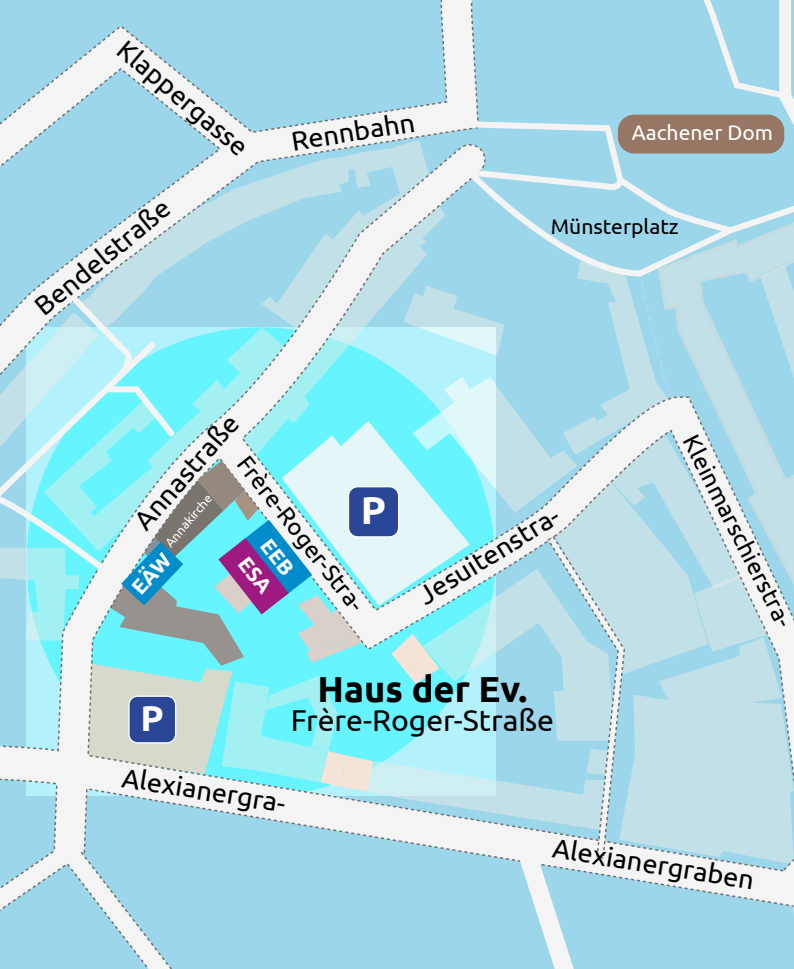 Klappergasse
Rennbahn
Aachener Dom
Bendelstraße
Münsterplatz
Annastraße
Annakirche
Frère-Roger-Stra-
P
Jesuitenstra-
Kleinmarschierstra-
EÄW
EEB
ESA
Haus der Ev.
Frère-Roger-Straße
P
Alexianergra-
Alexianergraben